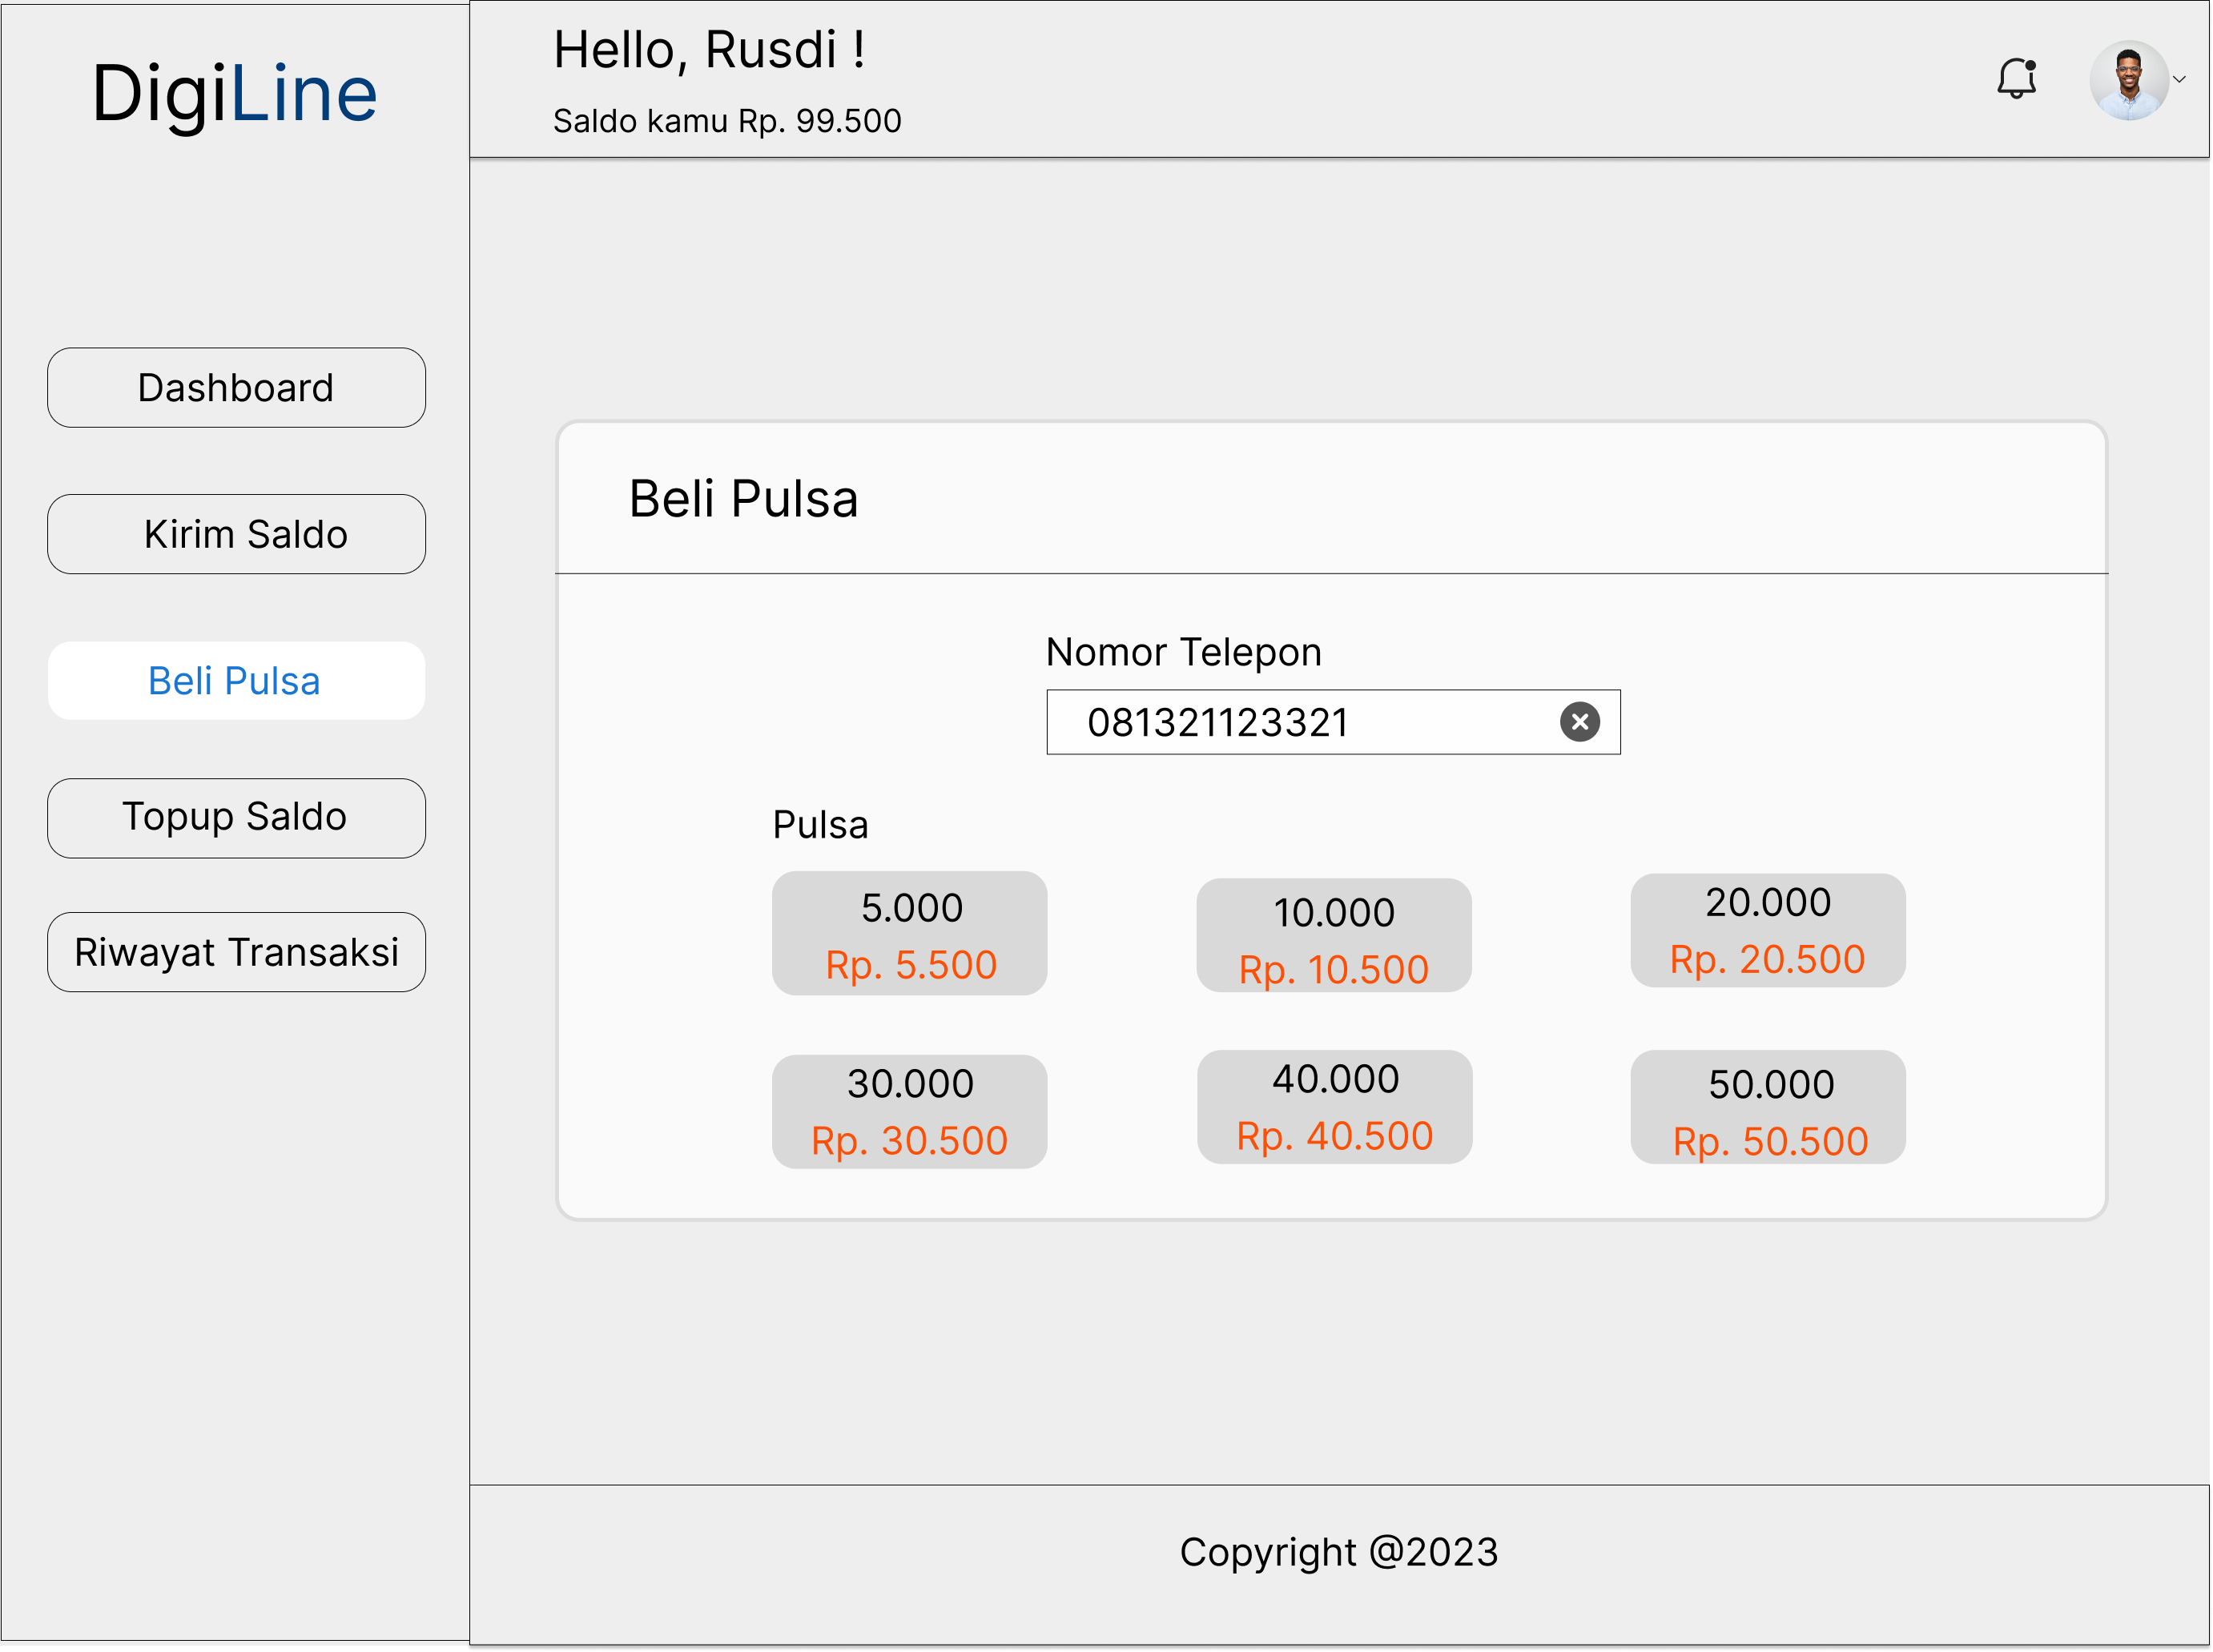 DigiLine
Hello, Rusdi !
Saldo kamu Rp. 99.500
Dashboard
Kirim Saldo
Beli Pulsa
Topup Saldo
Riwayat Transaksi
Beli Pulsa
Nomor Telepon
081321123321
Pulsa
5.000
Rp. 5.500
10.000
Rp. 10.500
20.000
Rp. 20.500
30.000
Rp. 30.500
40.000
Rp. 40.500
50.000
Rp. 50.500
Copyright @2023